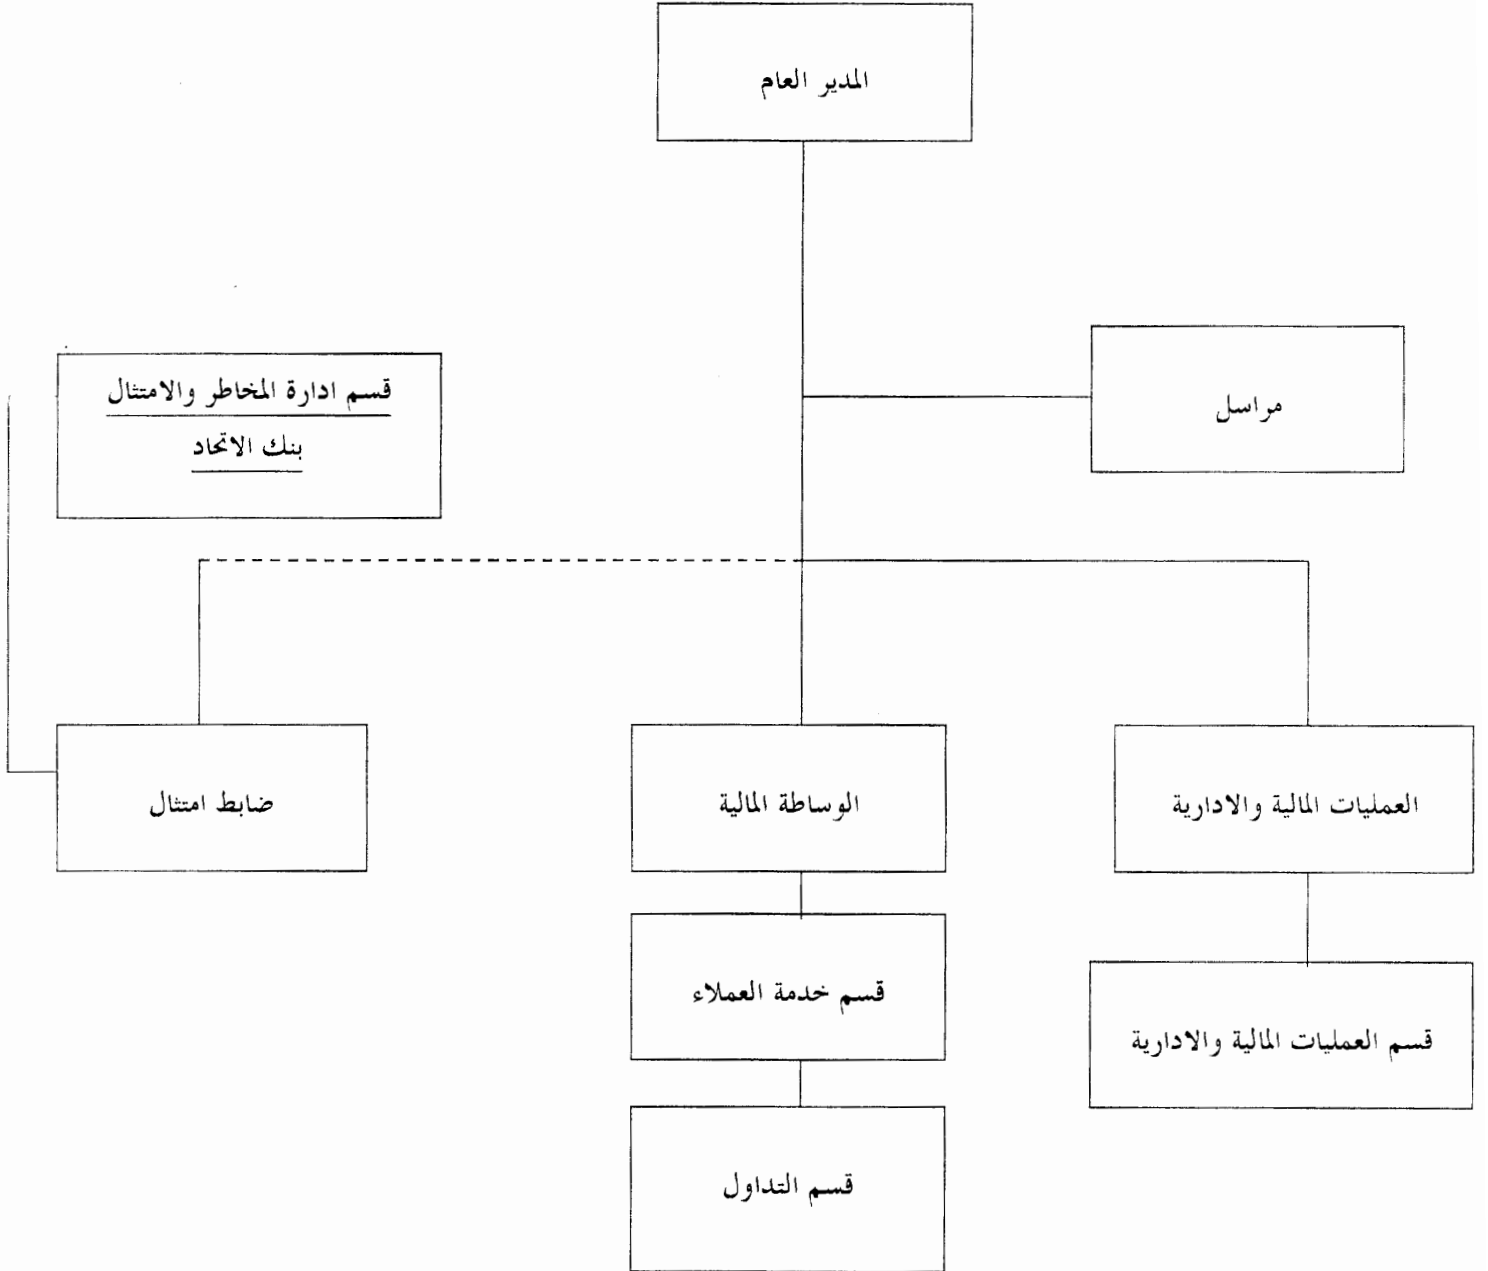 المدير العام
مراسل
قسم ادارة المخاطر والامتثال
بنك الاتحاد
العمليات المالية والادارية
الوساطة المالية
ضابط امتثال
قسم خدمة العملاء
قسم العمليات المالية والادارية
قسم التداول